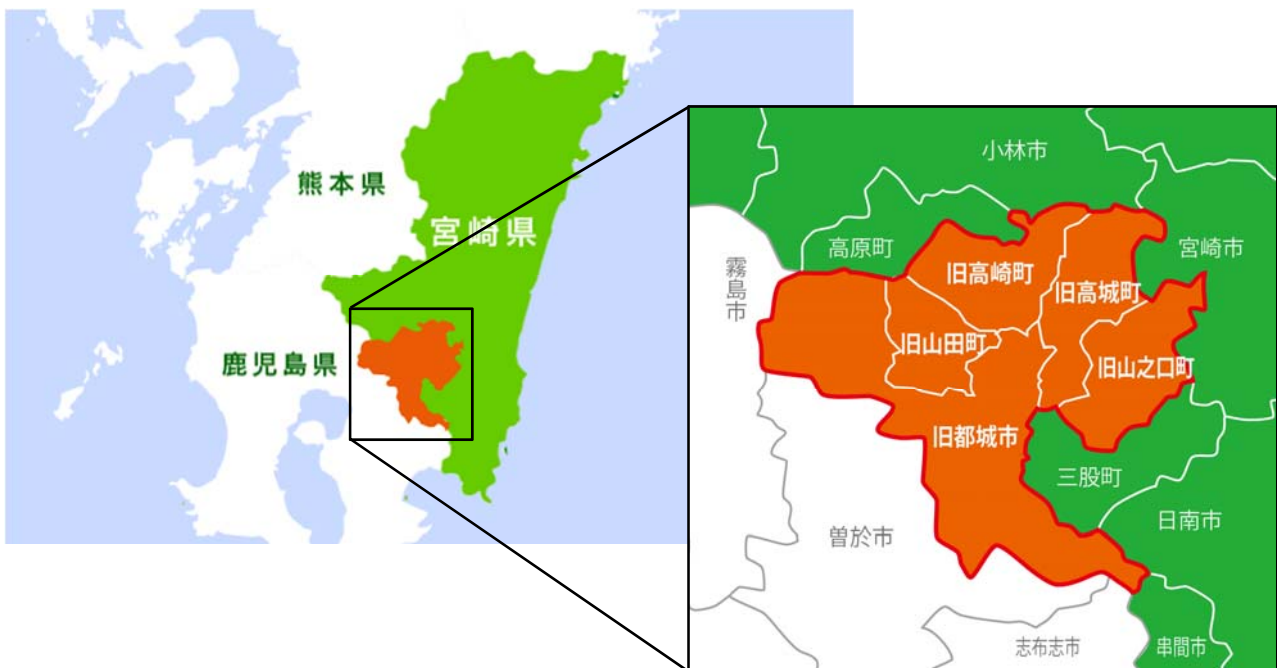 熊本県
宮崎県
鹿児島県
小林市
高原町
宮崎市
霧島市
旧高崎町
旧高城町
旧山田町
旧山之口町
旧都城市
三股町
日南市
曽於市
志布志市
串間市